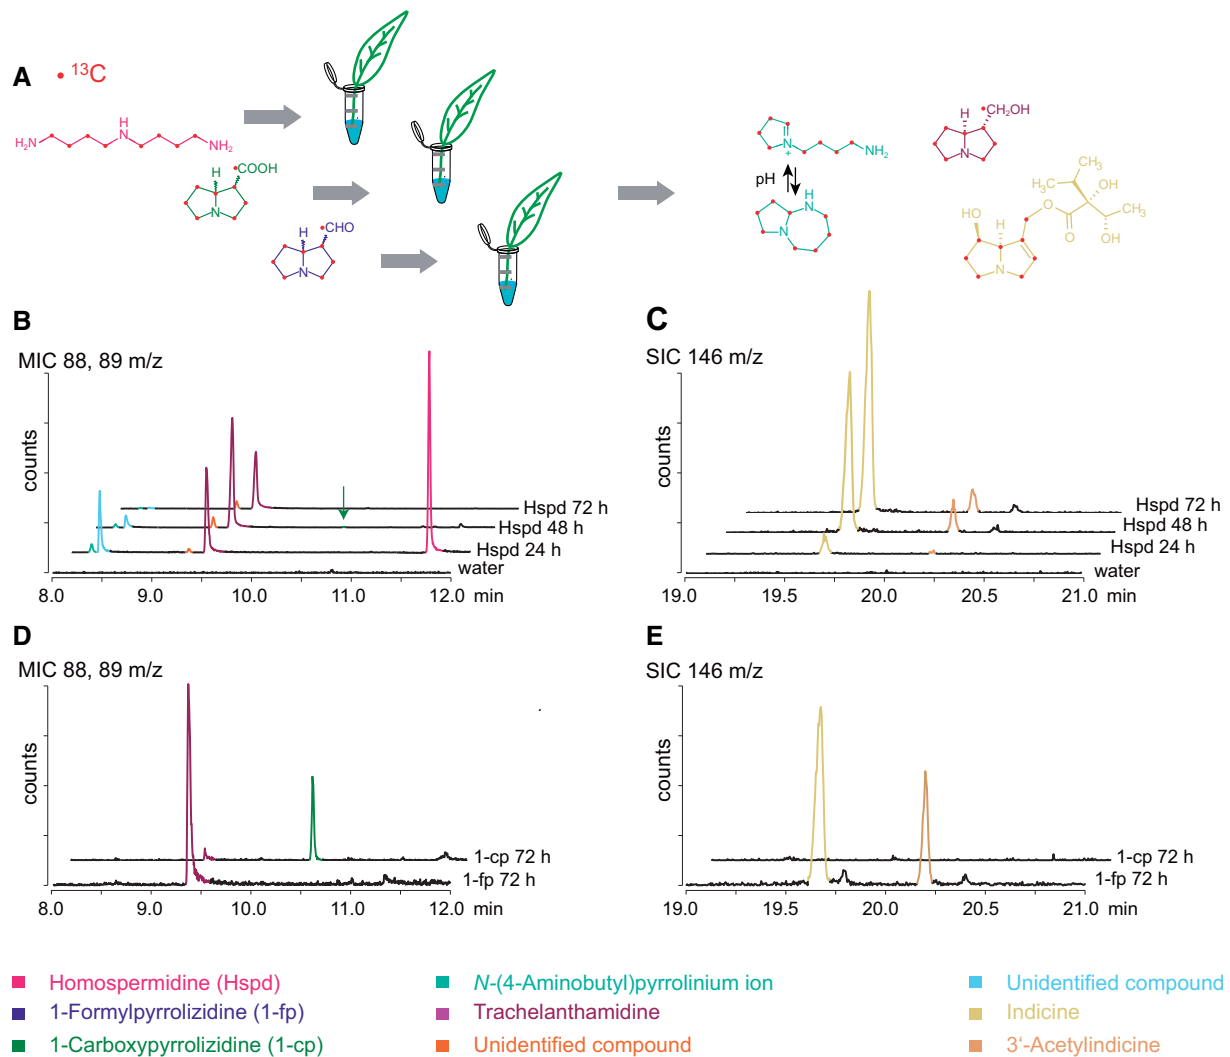 A
• ¹³C
H₂N
H
N
NH₂
H
COOH
N
H
CHO
N
N
+
NH₂
pH
H
N
N
H
CH₂OH
N
CH₃
H₃C
OH
O
CH₃
HO
H
O
OH
N
B
MIC 88, 89 m/z
counts
Hspd 72 h
Hspd 48 h
Hspd 24 h
water
8.0 9.0 10.0 11.0 12.0 min
C
SIC 146 m/z
counts
Hspd 72 h
Hspd 48 h
Hspd 24 h
water
19.0 19.5 20.0 20.5 21.0 min
D
MIC 88, 89 m/z
counts
1-cp 72 h
1-fp 72 h
8.0 9.0 10.0 11.0 12.0 min
E
SIC 146 m/z
counts
1-cp 72 h
1-fp 72 h
19.0 19.5 20.0 20.5 21.0 min
Homospermidine (Hspd)
N-(4-Aminobutyl)pyrrolinium ion
Unidentified compound
1-Formylpyrrolizidine (1-fp)
Trachelanthamidine
Indicine
1-Carboxypyrrolizidine (1-cp)
Unidentified compound
3‘-Acetylindicine